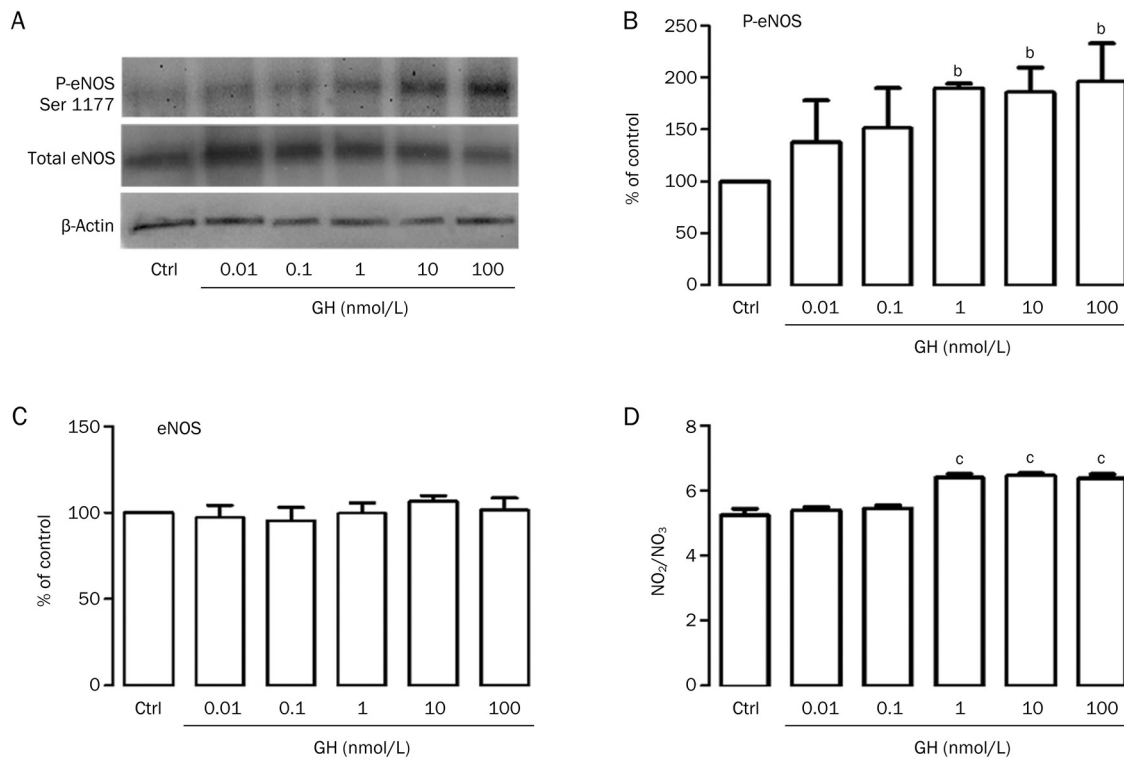 A
P-eNOS
Ser 1177
Total eNOS
β-Actin
Ctrl 0.01 0.1 1 10 100
GH (nmol/L)
B
P-eNOS
% of control
250
200
150
100
50
0
b b b
Ctrl 0.01 0.1 1 10 100
GH (nmol/L)
C
eNOS
% of control
150
100
50
0
Ctrl 0.01 0.1 1 10 100
GH (nmol/L)
D
NO₂/NO₃
8
6
4
2
0
c c c
Ctrl 0.01 0.1 1 10 100
GH (nmol/L)